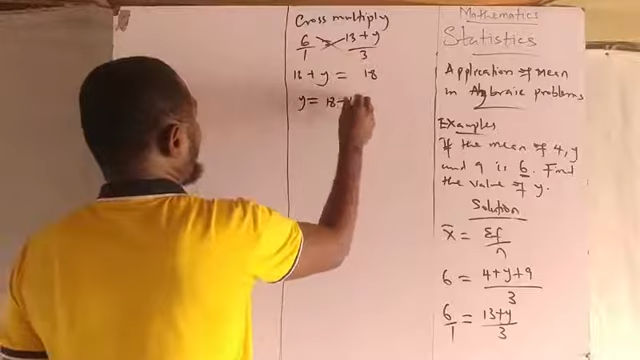 Mathematics
Statistics
Application of mean
in Algebraic problems
Examples
If the mean of 4, y
and 9 is 6. Find
the value of y.
Solution
x̄ = Σf/n
6 = 4+y+9/3
6/1 = 13+y/3
Cross multiply
6/1 = 13+y/3
13 + y = 18
y = 18 -